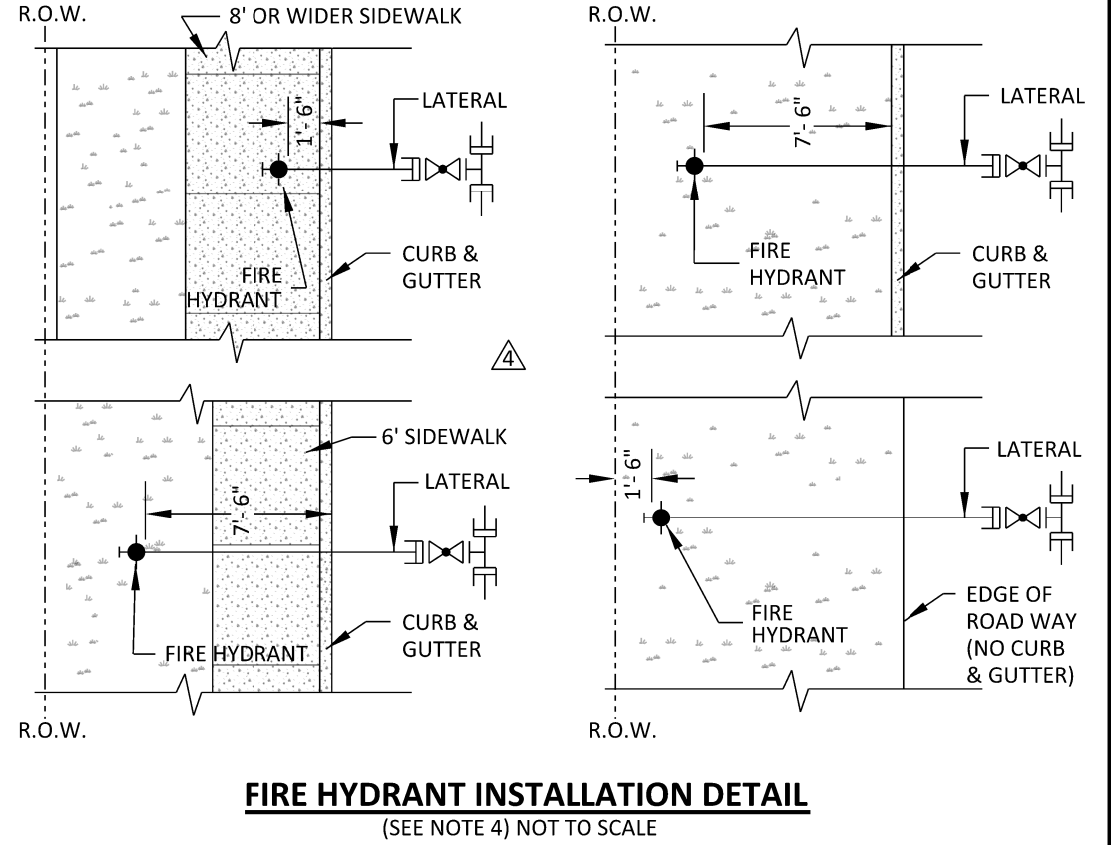 R.O.W.
8' OR WIDER SIDEWALK
1'- 6"
LATERAL
FIRE
HYDRANT
CURB &
GUTTER
R.O.W.
7'- 6"
LATERAL
FIRE
HYDRANT
CURB &
GUTTER
4
6' SIDEWALK
7'- 6"
LATERAL
FIRE HYDRANT
CURB &
GUTTER
R.O.W.
1'- 6"
LATERAL
FIRE
HYDRANT
EDGE OF
ROAD WAY
(NO CURB
& GUTTER)
R.O.W.
FIRE HYDRANT INSTALLATION DETAIL
(SEE NOTE 4) NOT TO SCALE